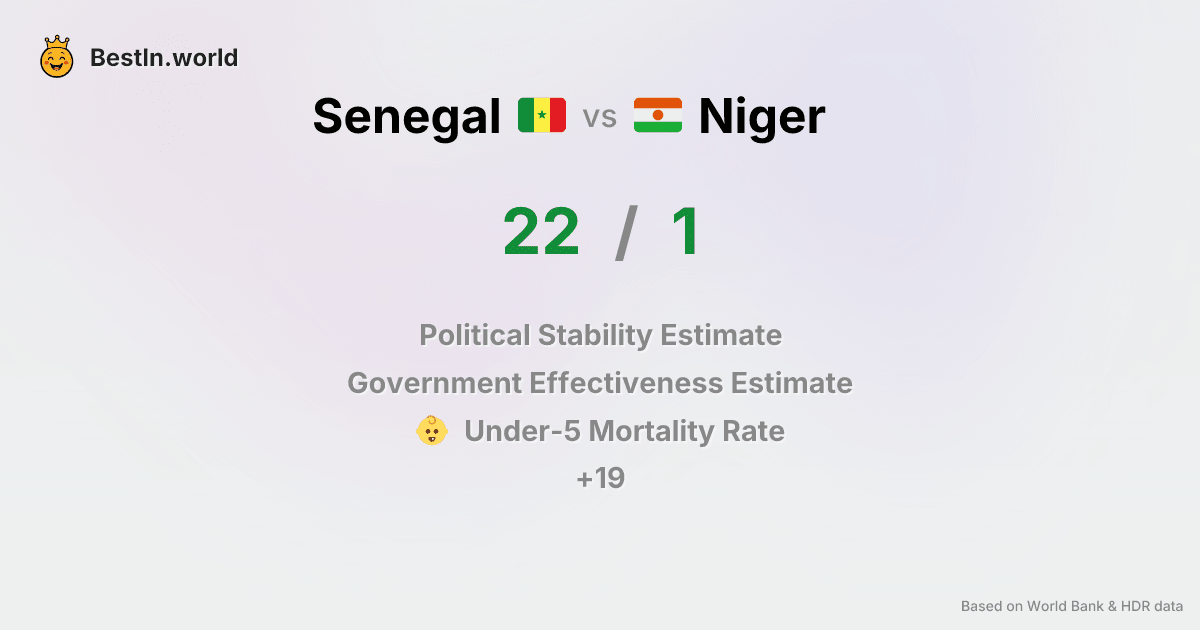 BestIn.world
Senegal vs Niger
22 / 1
Political Stability Estimate
Government Effectiveness Estimate
Under-5 Mortality Rate
+19
Based on World Bank & HDR data